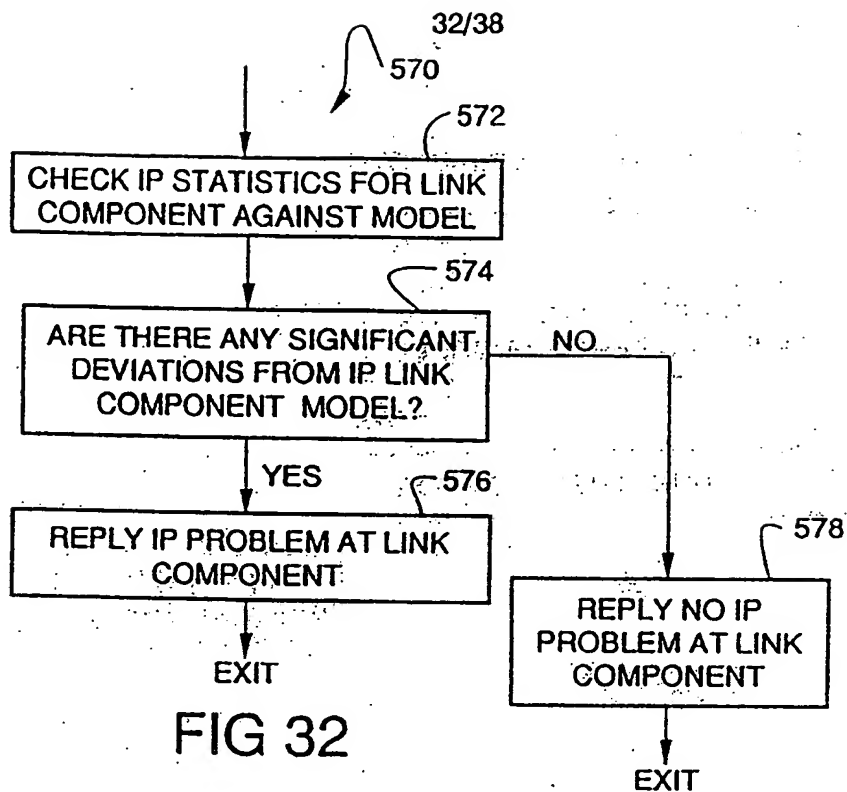 32/38
570
572
CHECK IP STATISTICS FOR LINK
COMPONENT AGAINST MODEL
574
ARE THERE ANY SIGNIFICANT
DEVIATIONS FROM IP LINK
COMPONENT MODEL?
NO
YES
576
REPLY IP PROBLEM AT LINK
COMPONENT
EXIT
578
REPLY NO IP
PROBLEM AT LINK
COMPONENT
EXIT
FIG 32